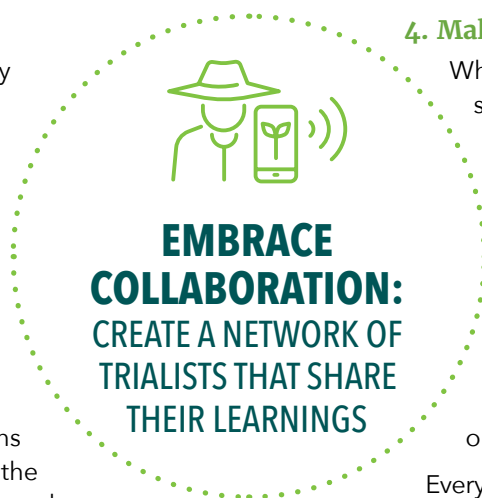 4. Mal
Wh
s
y
EMBRACE
COLLABORATION:
CREATE A NETWORK OF
TRIALISTS THAT SHARE
THEIR LEARNINGS
ns
the
o
Every